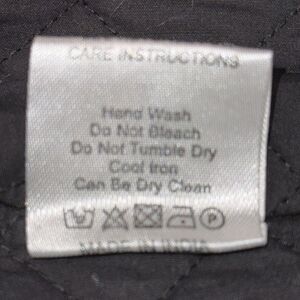 CARE INSTRUCTIONS
Hand Wash
Do Not Bleach
Do Not Tumble Dry
Cool Iron
Can Be Dry Clean
P
MADE IN INDIA